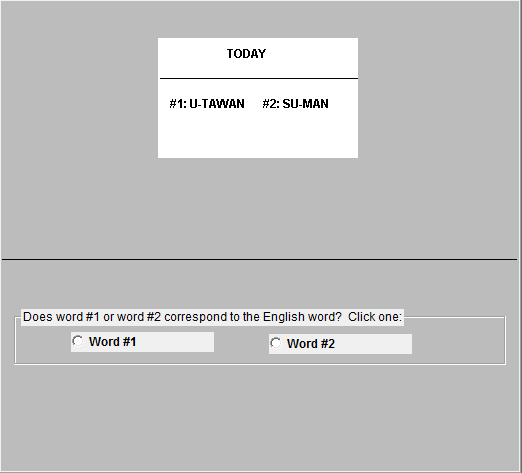 TODAY
#1: U-TAWAN #2: SU-MAN
Does word #1 or word #2 correspond to the English word? Click one:
Word #1 Word #2